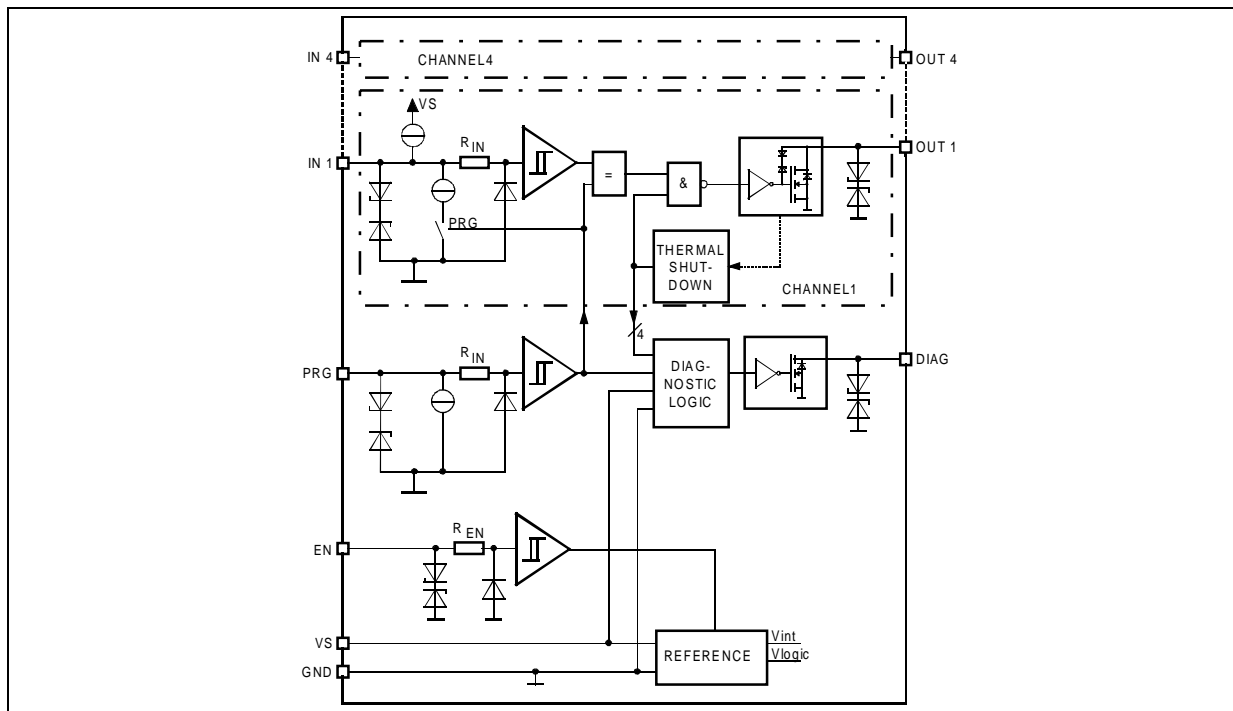 IN 4
CHANNEL4
OUT 4
VS
R IN
IN 1
OUT 1
=
&
PRG
THERMAL
SHUT-
DOWN
CHANNEL1
4
R IN
PRG
DIAG-
NOSTIC
LOGIC
DIAG
R EN
EN
VS
GND
REFERENCE
Vint
Vlogic